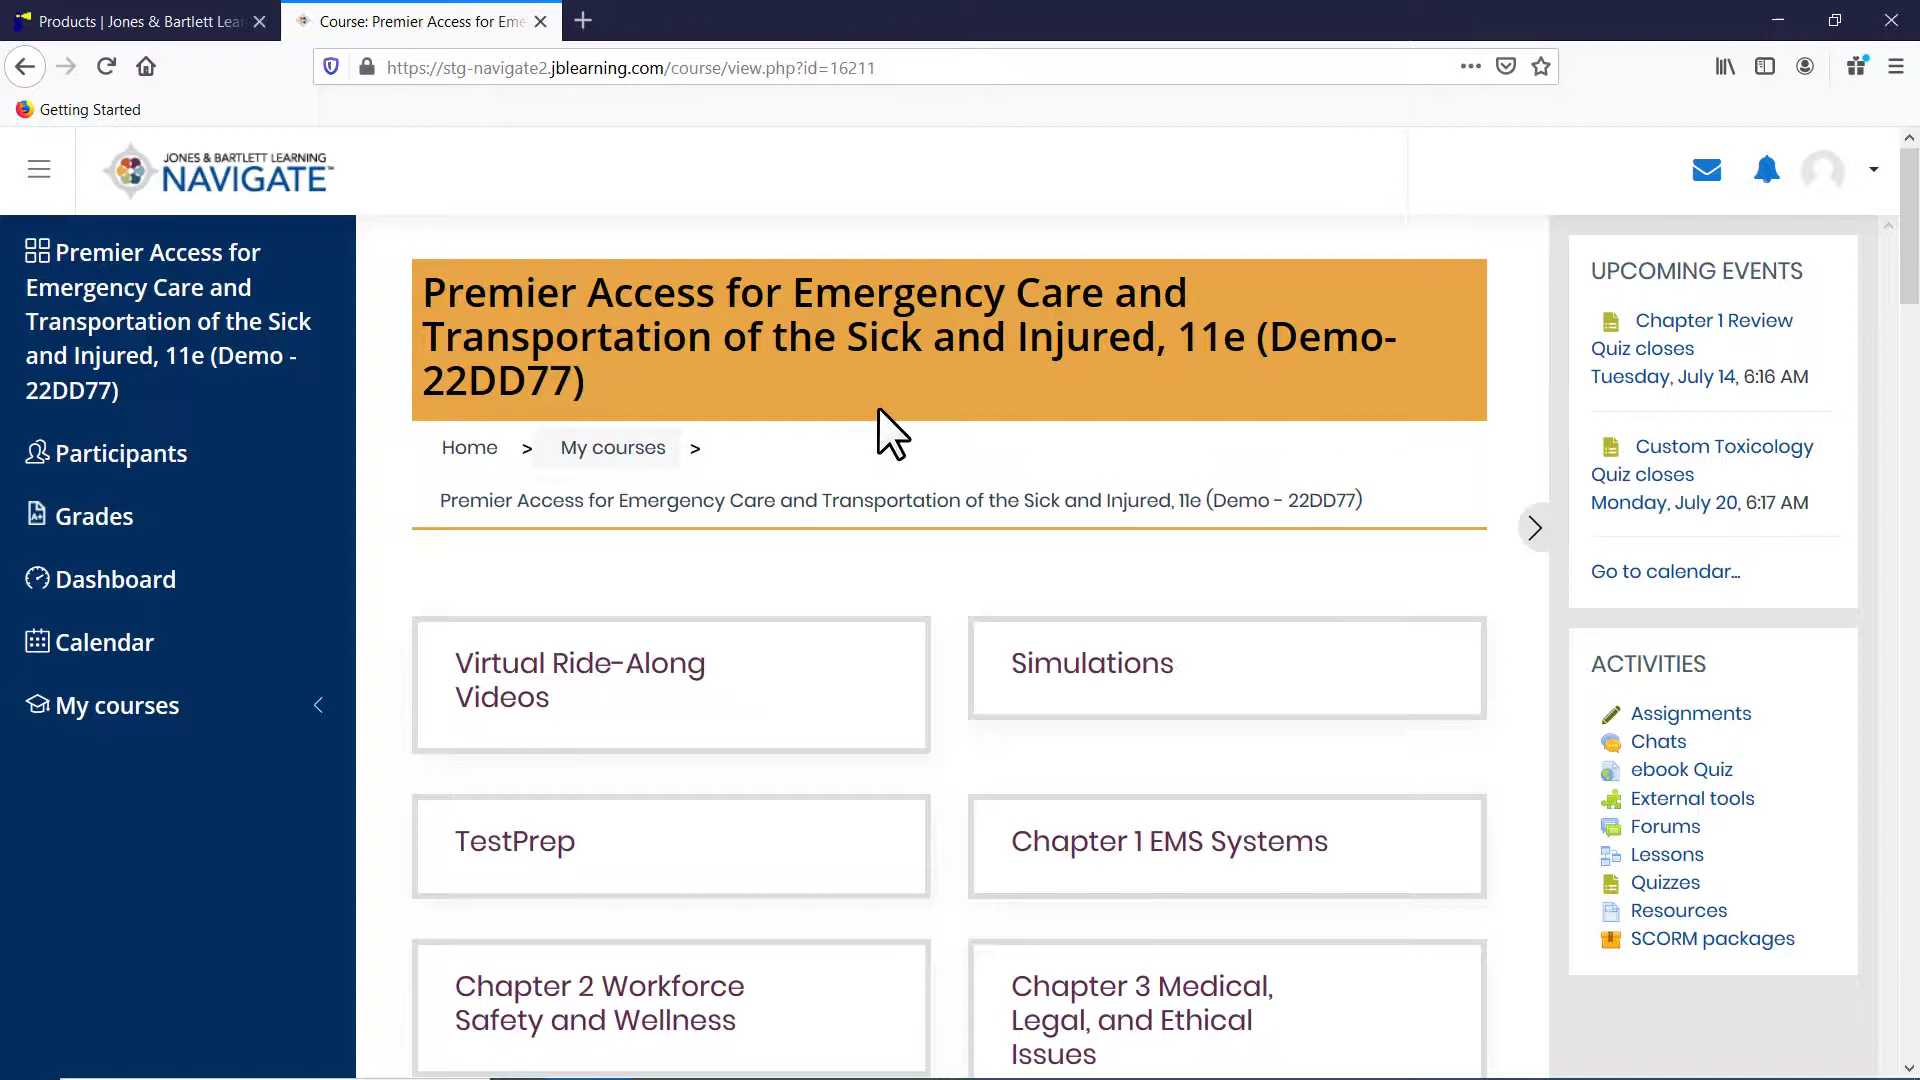 Products | Jones & Bartlett Lea
Course: Premier Access for Eme
https://stg-navigate2.jblearning.com/course/view.php?id=16211
Getting Started
JONES & BARTLETT LEARNING
NAVIGATE™
Premier Access for
Emergency Care and
Transportation of the Sick
and Injured, 11e (Demo -
22DD77)
Participants
Grades
Dashboard
Calendar
My courses
Premier Access for Emergency Care and
Transportation of the Sick and Injured, 11e (Demo-
22DD77)
Home > My courses >
Premier Access for Emergency Care and Transportation of the Sick and Injured, 11e (Demo - 22DD77)
Virtual Ride-Along
Videos
Simulations
TestPrep
Chapter 1 EMS Systems
Chapter 2 Workforce
Safety and Wellness
Chapter 3 Medical,
Legal, and Ethical
Issues
UPCOMING EVENTS
Chapter 1 Review
Quiz closes
Tuesday, July 14, 6:16 AM
Custom Toxicology
Quiz closes
Monday, July 20, 6:17 AM
Go to calendar...
ACTIVITIES
Assignments
Chats
ebook Quiz
External tools
Forums
Lessons
Quizzes
Resources
SCORM packages